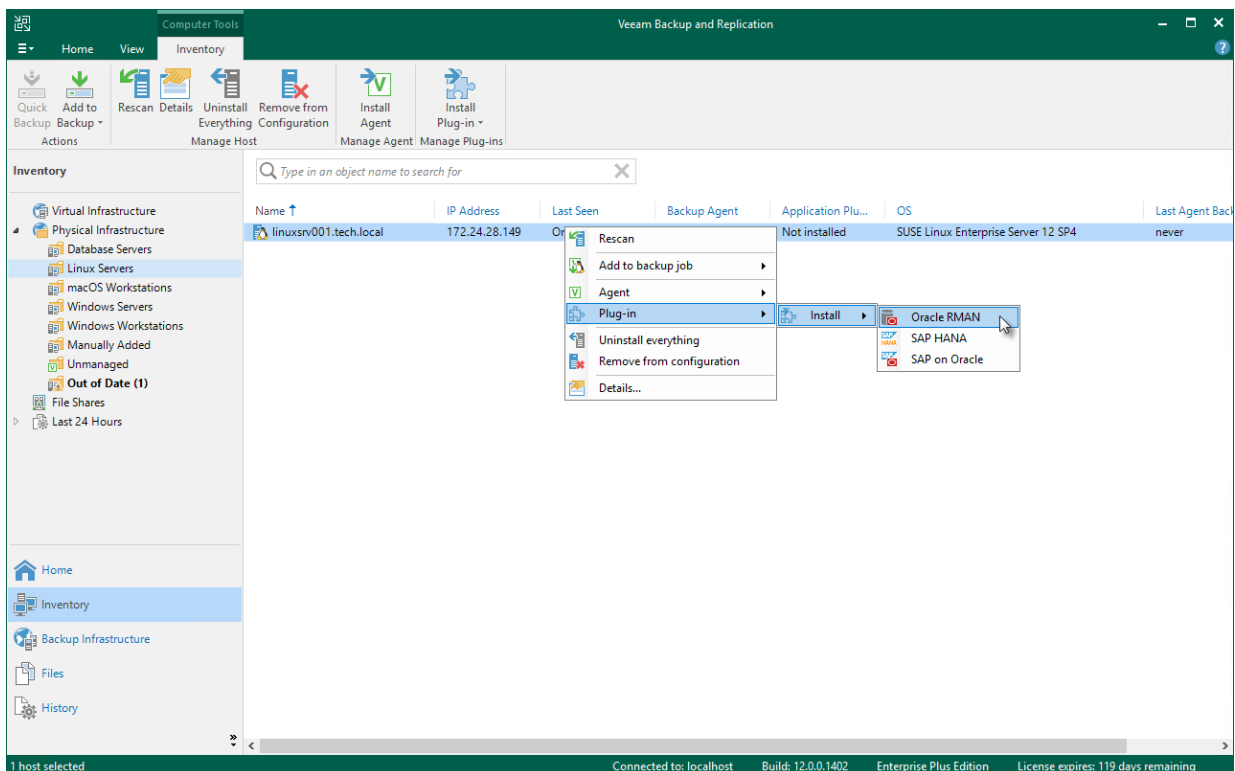 Computer Tools
Veeam Backup and Replication
Home View Inventory
Quick Backup
Add to Backup
Rescan
Details
Uninstall Everything
Remove from Configuration
Install Agent
Install Plug-in
Actions
Manage Host
Manage Agent
Manage Plug-ins
Inventory
Type in an object name to search for
Virtual Infrastructure
Physical Infrastructure
Database Servers
Linux Servers
macOS Workstations
Windows Servers
Windows Workstations
Manually Added
Unmanaged
Out of Date (1)
File Shares
Last 24 Hours
Name IP Address Last Seen Backup Agent Application Plu... OS Last Agent Back
linuxsrv001.tech.local 172.24.28.149 Not installed SUSE Linux Enterprise Server 12 SP4 never
Rescan
Add to backup job
Agent
Plug-in
Uninstall everything
Remove from configuration
Details...
Install
Oracle RMAN
SAP HANA
SAP on Oracle
Home
Inventory
Backup Infrastructure
Files
History
1 host selected Connected to: localhost Build: 12.0.0.1402 Enterprise Plus Edition License expires: 119 days remaining